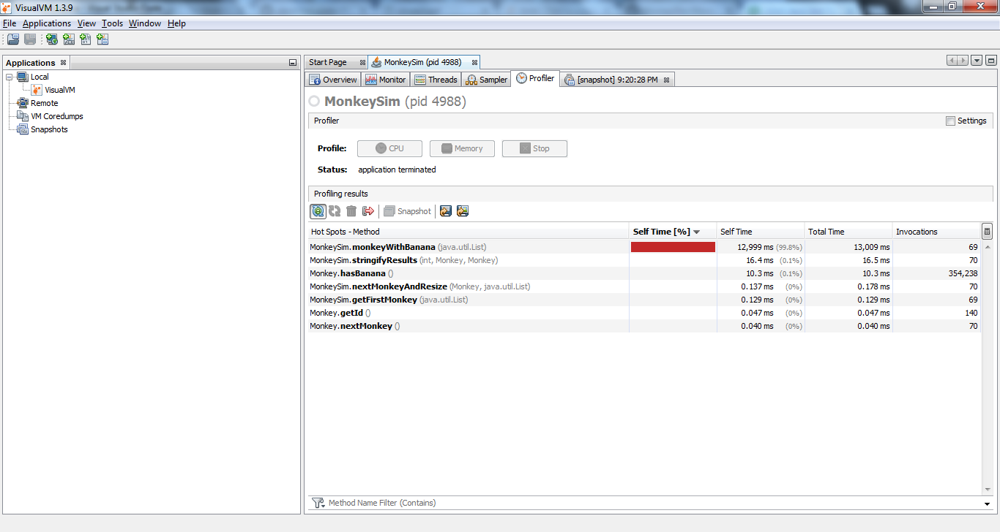 VisualVM 1.3.9
File Applications View Tools Window Help
Applications
Local
VisualVM
Remote
VM Coredumps
Snapshots
Start Page MonkeySim (pid 4988)
Overview Monitor Threads Sampler Profiler [snapshot] 9:20:28 PM
MonkeySim (pid 4988)
Profiler Settings
Profile: CPU Memory Stop
Status: application terminated
Profiling results
Snapshot
Hot Spots - Method Self Time [%] Self Time Total Time Invocations
MonkeySim.monkeyWithBanana (java.util.List) 12,999 ms (99.8%) 13,009 ms 69
MonkeySim.stringifyResults (int, Monkey, Monkey) 16.4 ms (0.1%) 16.5 ms 70
Monkey.hasBanana () 10.3 ms (0.1%) 10.3 ms 354,238
MonkeySim.nextMonkeyAndResize (Monkey, java.util.List) 0.137 ms (0%) 0.178 ms 70
MonkeySim.getFirstMonkey (java.util.List) 0.129 ms (0%) 0.129 ms 69
Monkey.getId () 0.047 ms (0%) 0.047 ms 140
Monkey.nextMonkey () 0.040 ms (0%) 0.040 ms 70
Method Name Filter (Contains)